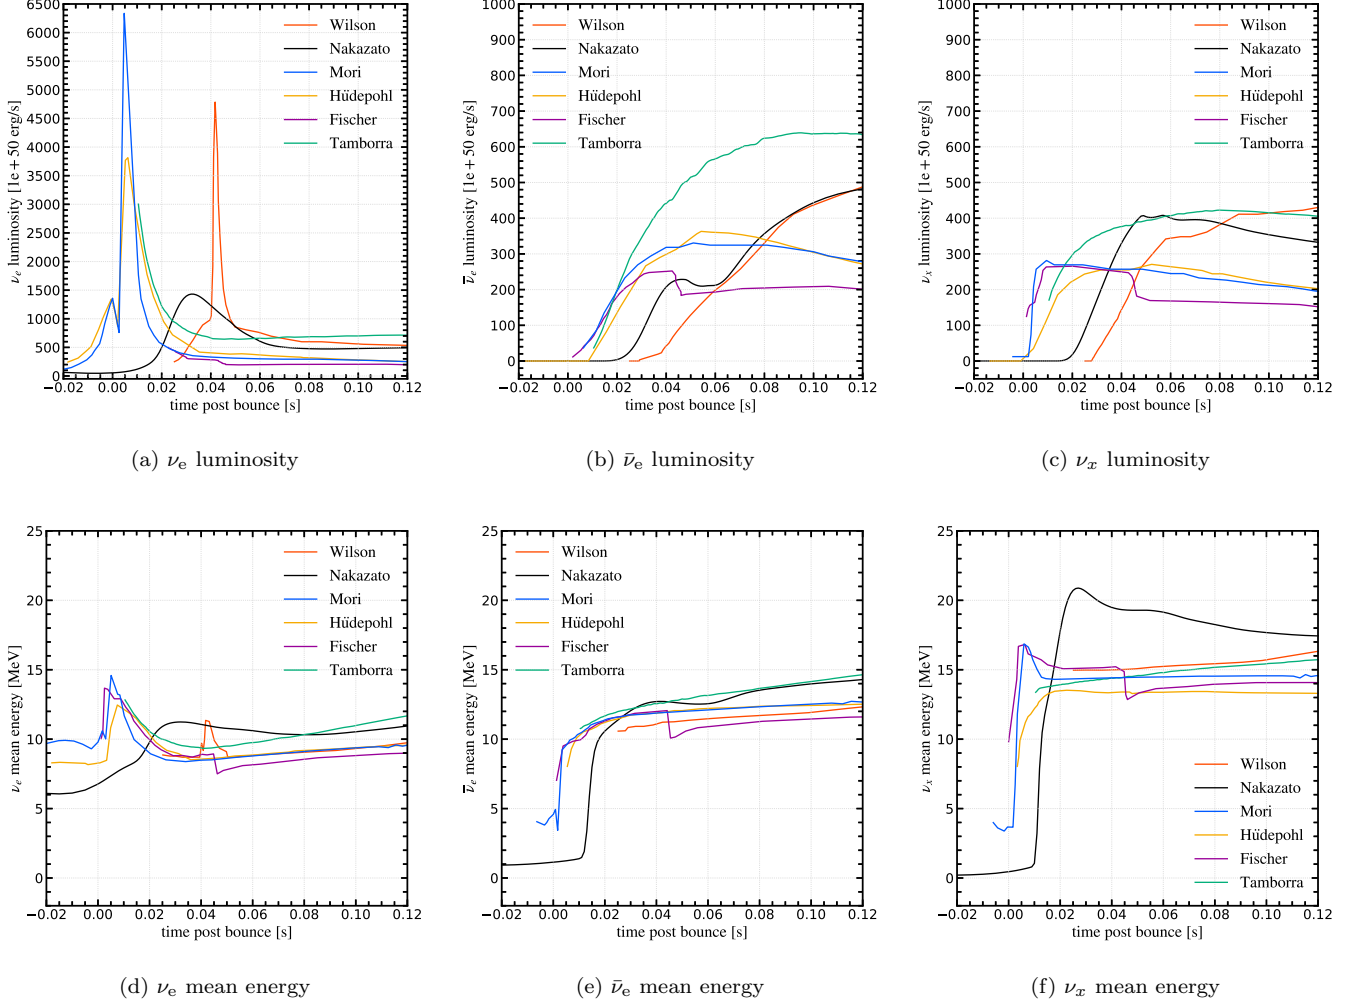 6500
6000
5500
5000
4500
4000
3500
3000
2500
2000
1500
1000
500
0
νe luminosity [1e + 50 erg/s]
Wilson
Nakazato
Mori
Hüdepohl
Fischer
Tamborra
−0.02 0.00 0.02 0.04 0.06 0.08 0.10 0.12
time post bounce [s]
(a) νe luminosity
1000
900
800
700
600
500
400
300
200
100
0
ν̅e luminosity [1e + 50 erg/s]
Wilson
Nakazato
Mori
Hüdepohl
Fischer
Tamborra
−0.02 0.00 0.02 0.04 0.06 0.08 0.10 0.12
time post bounce [s]
(b) ν̄e luminosity
1000
900
800
700
600
500
400
300
200
100
0
νx luminosity [1e + 50 erg/s]
Wilson
Nakazato
Mori
Hüdepohl
Fischer
Tamborra
−0.02 0.00 0.02 0.04 0.06 0.08 0.10 0.12
time post bounce [s]
(c) νx luminosity
25
20
15
10
5
0
νe mean energy [MeV]
Wilson
Nakazato
Mori
Hüdepohl
Fischer
Tamborra
−0.02 0.00 0.02 0.04 0.06 0.08 0.10 0.12
time post bounce [s]
(d) νe mean energy
25
20
15
10
5
0
ν̅e mean energy [MeV]
Wilson
Nakazato
Mori
Hüdepohl
Fischer
Tamborra
−0.02 0.00 0.02 0.04 0.06 0.08 0.10 0.12
time post bounce [s]
(e) ν̄e mean energy
25
20
15
10
5
0
νx mean energy [MeV]
Wilson
Nakazato
Mori
Hüdepohl
Fischer
Tamborra
−0.02 0.00 0.02 0.04 0.06 0.08 0.10 0.12
time post bounce [s]
(f) νx mean energy